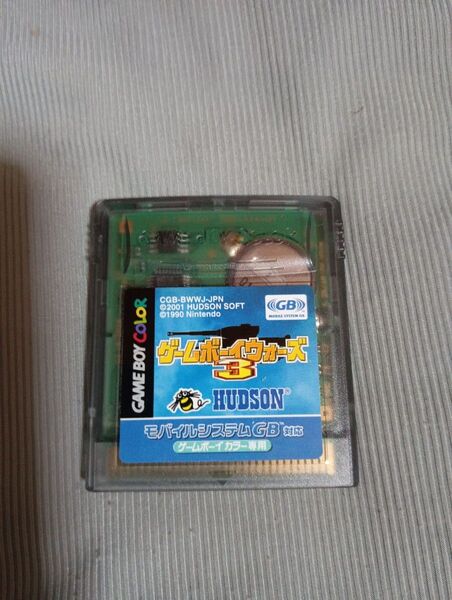 GAME BOY COLOR
CGB-BWWJ-JPN
©2001 HUDSON SOFT
©1990 Nintendo
GB
MOBILE SYSTEM GB
ゲームボーイウォーズ
3
HUDSON®
モバイルシステムGB対応
ゲームボーイカラー専用